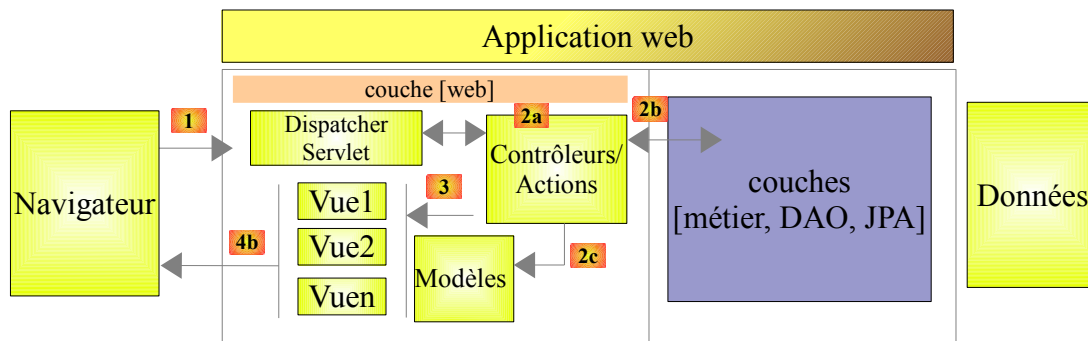 Application web
couche [web]
1
Dispatcher
Servlet
2a
2b
Contrôleurs/
Actions
Navigateur
3
Vue1
Vue2
Vuen
4b
Modèles
2c
couches
[métier, DAO, JPA]
Données